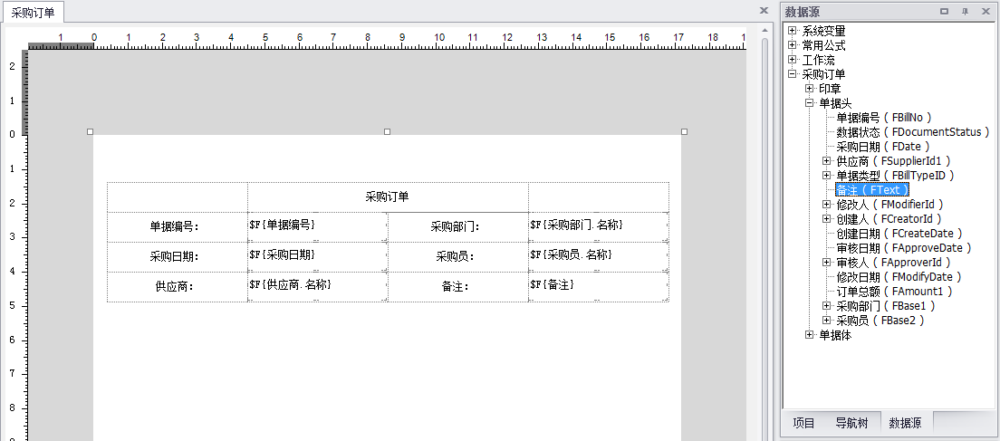 采购订单
1 0 1 2 3 4 5 6 7 8 9 10 11 12 13 14 15 16 17 18 1
2
1
0
1
2
3
4
5
6
7
8
9
采购订单
单据编号： $F{单据编号} 采购部门： $F{采购部门.名称}
采购日期： $F{采购日期} 采购员： $F{采购员.名称}
供应商： $F{供应商.名称} 备注： $F{备注}
数据源
系统变量
常用公式
工作流
采购订单
印章
单据头
单据编号（FBillNo）
数据状态（FDocumentStatus）
采购日期（FDate）
供应商（FSupplierId1）
单据类型（FBillTypeID）
备注（FText）
修改人（FModifierId）
创建人（FCreatorId）
创建日期（FCreateDate）
审核日期（FApproveDate）
审核人（FApproverId）
修改日期（FModifyDate）
订单总额（FAmount1）
采购部门（FBase1）
采购员（FBase2）
单据体
项目 导航树 数据源